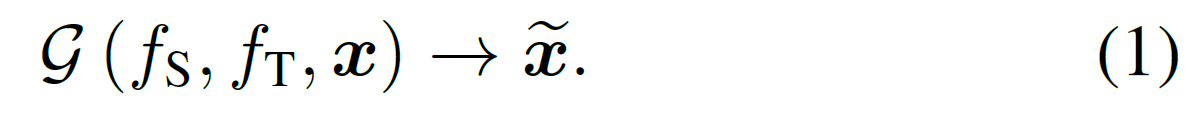 𝒢 (f_S, f_T, 𝒙) → 𝒙̃. (1)